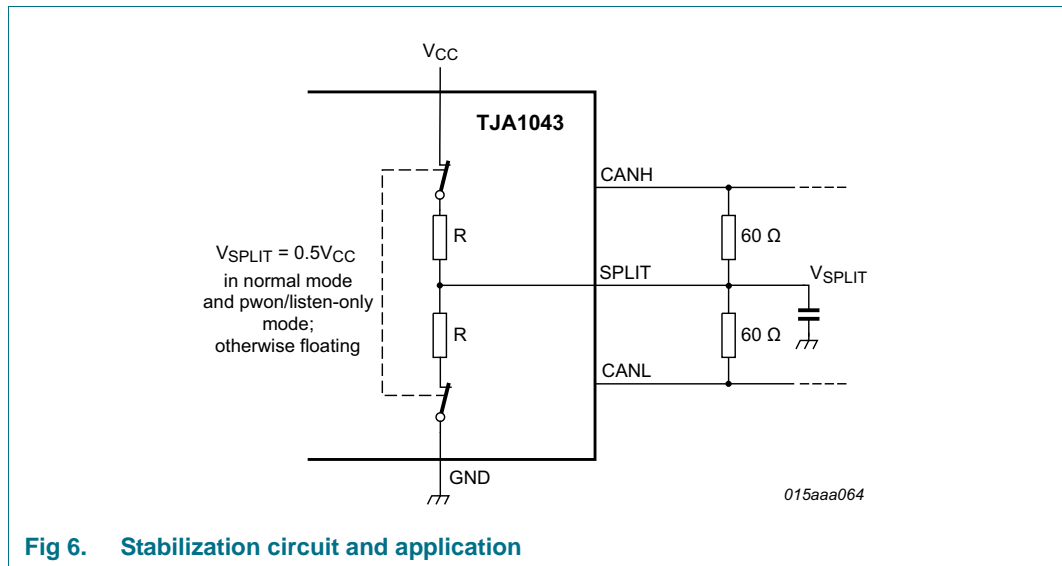 VCC
TJA1043
CANH
R
60 Ω
VSPLIT = 0.5VCC
in normal mode
and pwon/listen-only
mode;
otherwise floating
SPLIT
VSPLIT
R
60 Ω
CANL
GND
015aaa064
Fig 6. Stabilization circuit and application